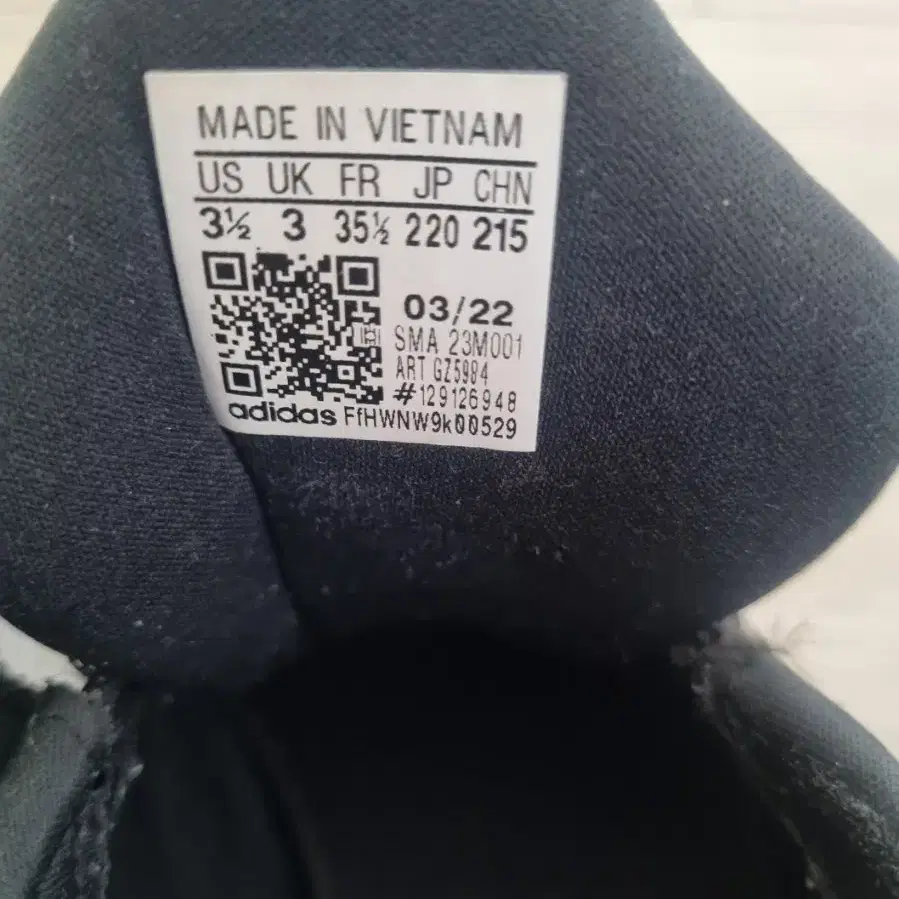 MADE IN VIETNAM
US UK FR JP CHN
3½ 3 35½ 220 215
03/22
SMA 23M001
ART GZ5984
#129126948
adidas FfHWNW9k00529